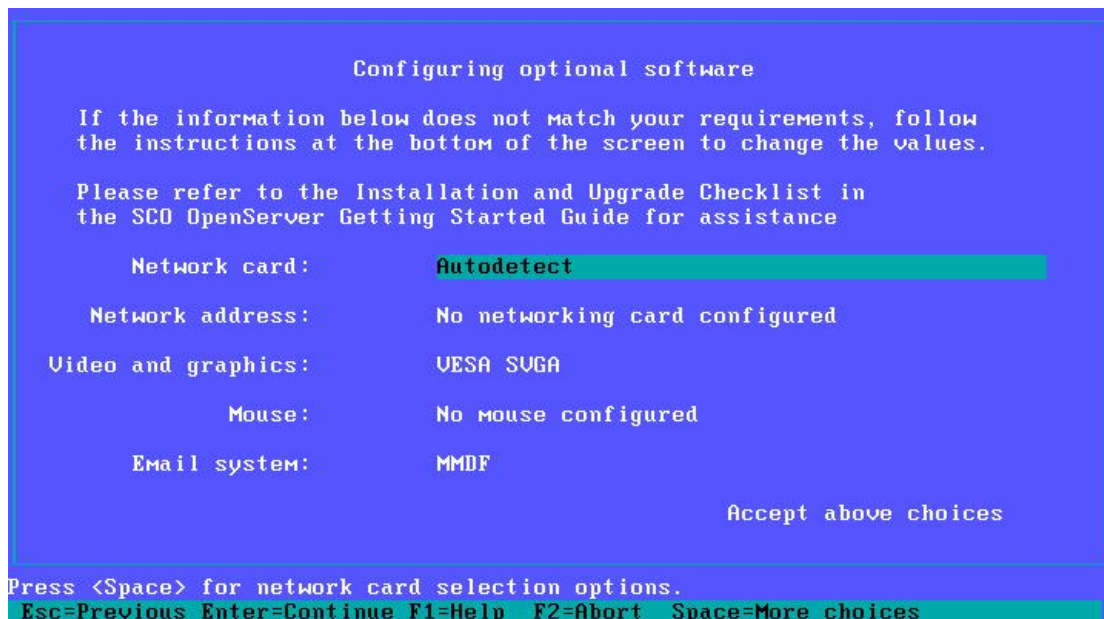 Configuring optional software
If the information below does not match your requirements, follow
the instructions at the bottom of the screen to change the values.
Please refer to the Installation and Upgrade Checklist in
the SCO OpenServer Getting Started Guide for assistance
Network card: Autodetect
Network address: No networking card configured
Video and graphics: VESA SVGA
Mouse: No mouse configured
Email system: MMDF
Accept above choices
Press <Space> for network card selection options.
Esc=Previous Enter=Continue F1=Help F2=Abort Space=More choices